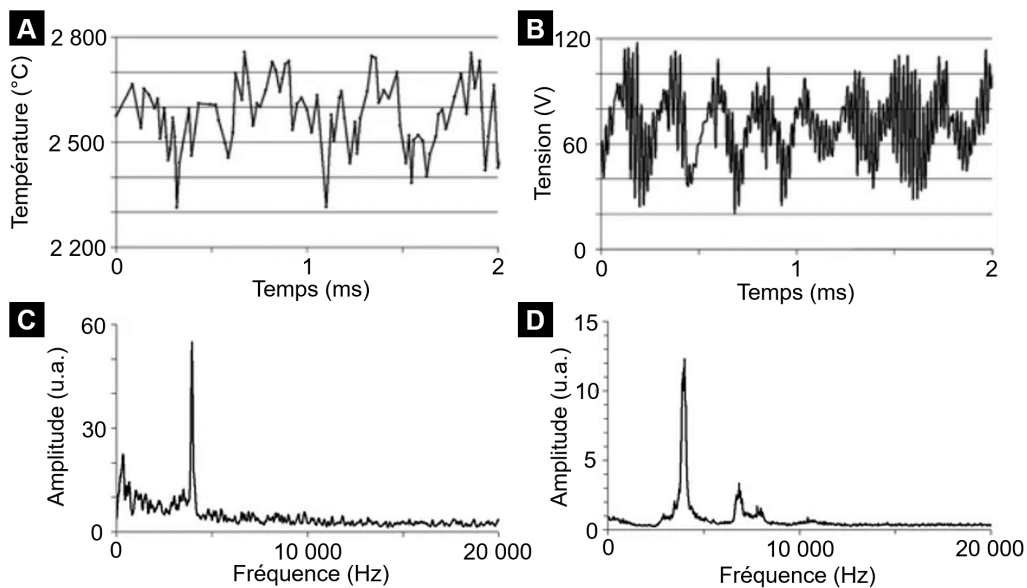 A
Température (°C)
2 800
2 500
2 200
0
1
2
Temps (ms)
B
Tension (V)
120
60
0
0
1
2
Temps (ms)
C
Amplitude (u.a.)
60
30
0
0
10 000
20 000
Fréquence (Hz)
D
Amplitude (u.a.)
15
10
5
0
0
10 000
20 000
Fréquence (Hz)